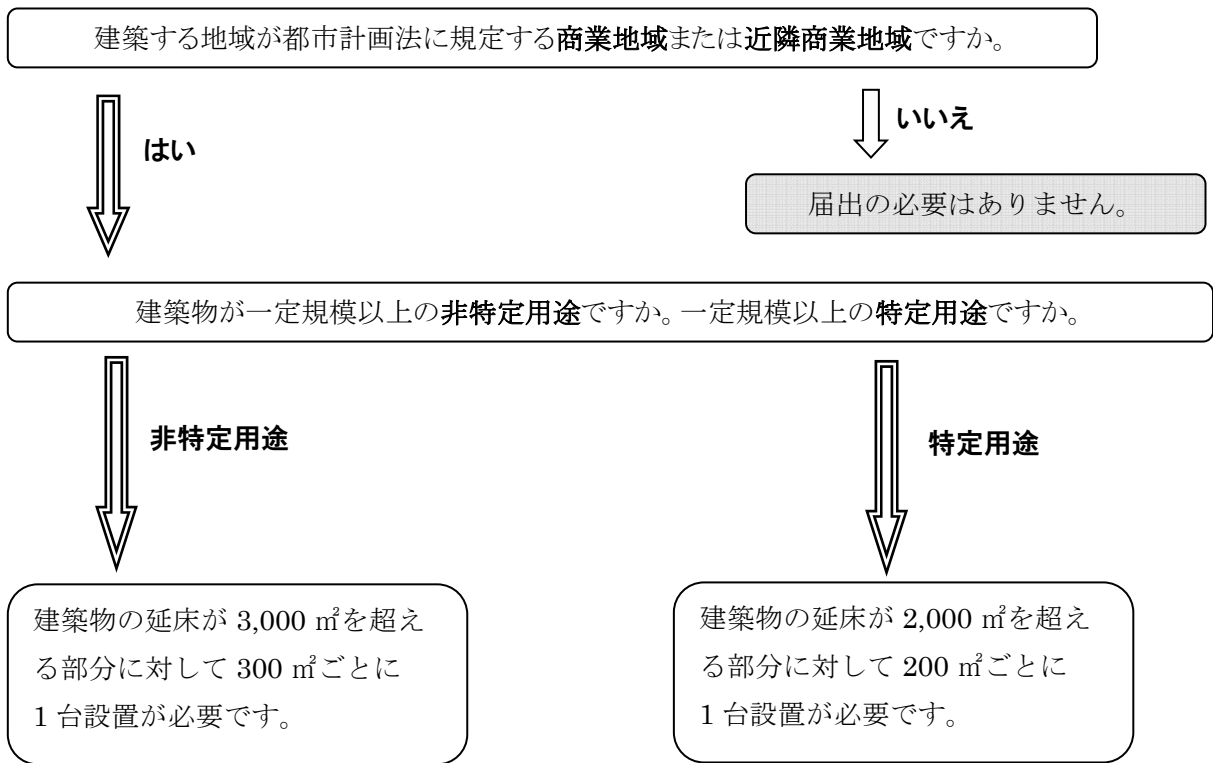 建築する地域が都市計画法に規定する商業地域または近隣商業地域ですか。
はい
いいえ
届出の必要はありません。
建築物が一定規模以上の非特定用途ですか。一定規模以上の特定用途ですか。
非特定用途
特定用途
建築物の延床が 3,000 ㎡を超え
る部分に対して 300 ㎡ごとに
1 台設置が必要です。
建築物の延床が 2,000 ㎡を超え
る部分に対して 200 ㎡ごとに
1 台設置が必要です。